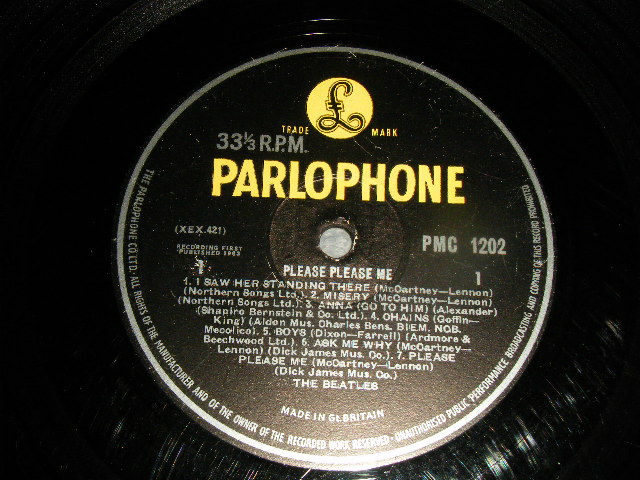 TRADE MARK
33⅓ R.P.M.
PARLOPHONE
(XEX.421)
PMC 1202
RECORDING FIRST
PUBLISHED 1963
1
1
PLEASE PLEASE ME
1. I SAW HER STANDING THERE (McCartney—Lennon)
(Northern Songs Ltd.) 2. MISERY (McCartney—Lennon)
(Northern Songs Ltd.) 3. ANNA (GO TO HIM) (Alexander)
(Shapiro Bernstein & Co. Ltd.) 4. CHAINS (Goffin—
King) (Aldon Mus. Charles Bens. BIEM. NCB.
Mecolico) 5. BOYS (Dixon—Farrell) (Ardmore &
Beechwood Ltd.) 6. ASK ME WHY (McCartney—
Lennon) (Dick James Mus. Co.) 7. PLEASE
PLEASE ME (McCartney—Lennon)
(Dick James Mus. Co.)
THE BEATLES
MADE IN GT. BRITAIN
THE PARLOPHONE CO. LTD. ALL RIGHTS OF THE MANUFACTURER AND OF THE OWNER OF THE RECORDED WORK RESERVED · UNAUTHORISED PUBLIC PERFORMANCE BROADCASTING AND COPYING OF THIS RECORD PROHIBITED